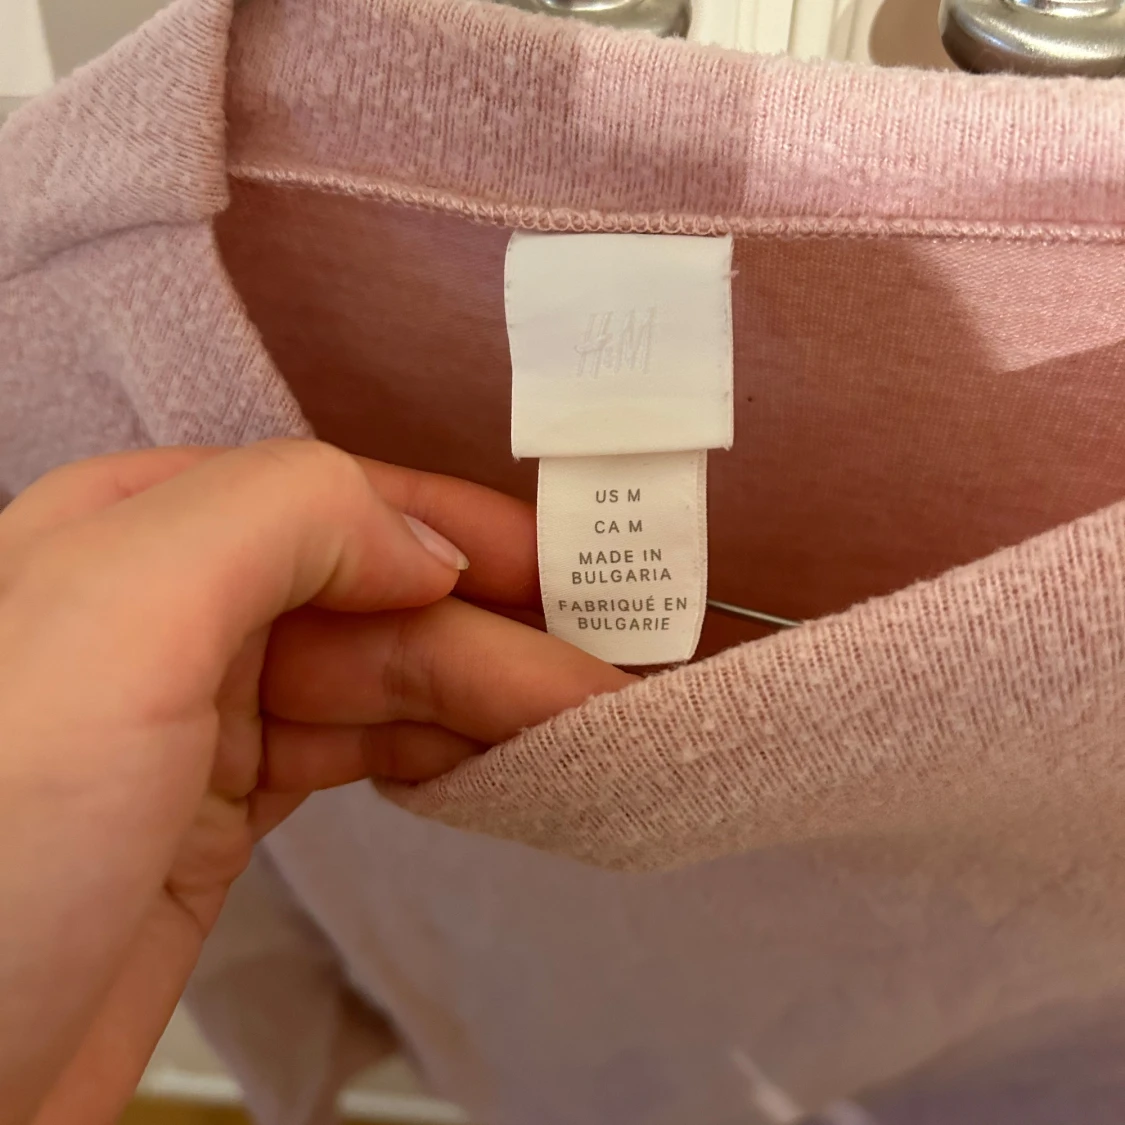 H&M
US M
CA M
MADE IN
BULGARIA
FABRIQUÉ EN
BULGARIE